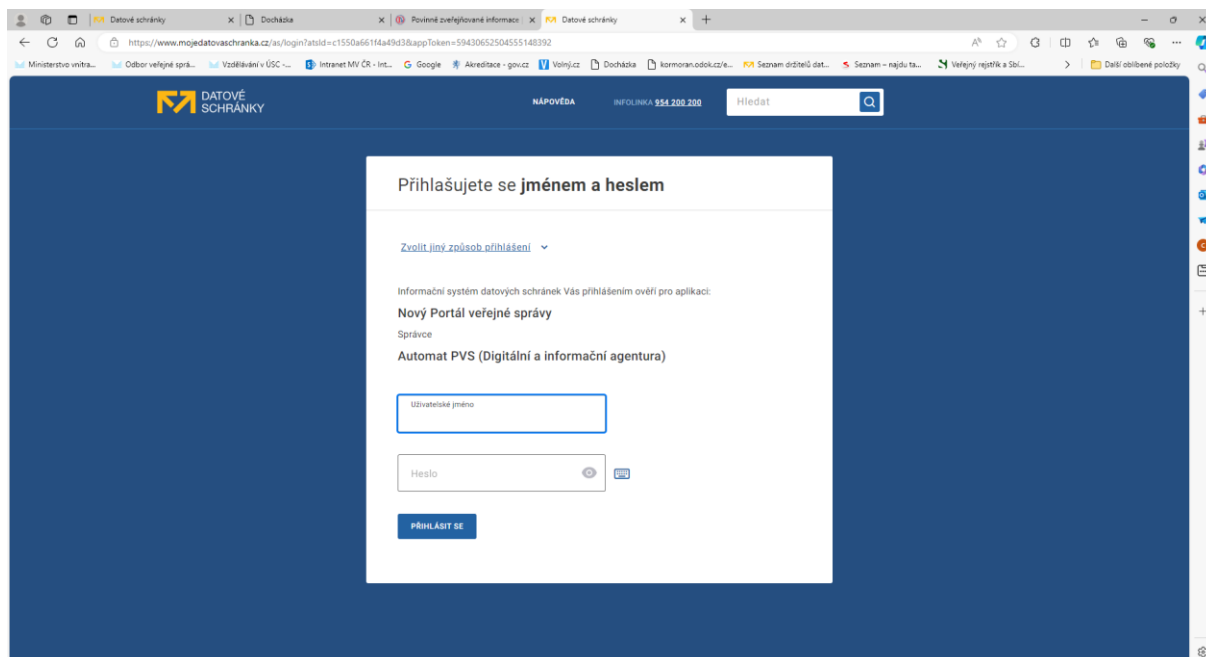 Datové schránky
Docházka
Povinně zveřejňované informace
Datové schránky
https://www.mojedatovaschranka.cz/as/login?atsId=c1550a661f4a49d3&appToken=59430652504555148392
Ministerstvo vnitra...
Odbor veřejné sprá...
Vzdělávání v ÚSC -...
Intranet MV ČR - Int...
Google
Akreditace - gov.cz
Volný.cz
Docházka
kormoran.odok.cz/e...
Seznam držitelů dat...
Seznam – najdu ta...
Veřejný rejstřík a Sbí...
Další oblíbené položky
DATOVÉ
SCHRÁNKY
NÁPOVĚDA
INFOLINKA 954 200 200
Hledat
Přihlašujete se jménem a heslem
Zvolit jiný způsob přihlášení
Informační systém datových schránek Vás přihlášením ověří pro aplikaci:
Nový Portál veřejné správy
Správce
Automat PVS (Digitální a informační agentura)
Uživatelské jméno
Heslo
PŘIHLÁSIT SE